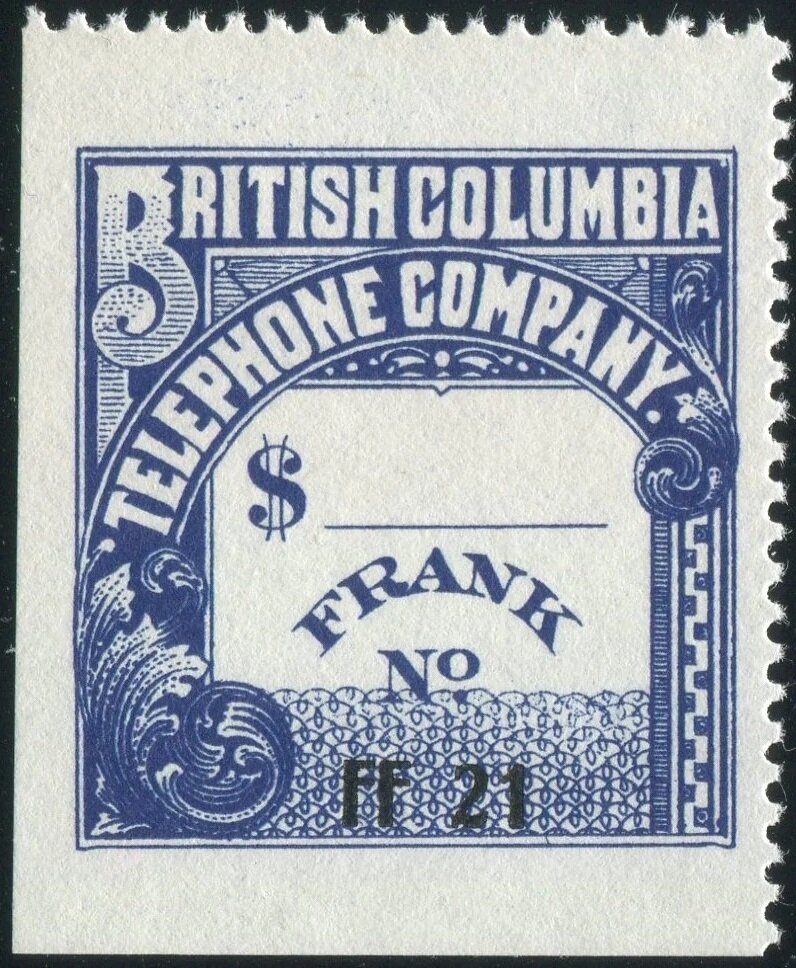 BRITISH COLUMBIA
TELEPHONE COMPANY.
$
FRANK
No.
FF 21